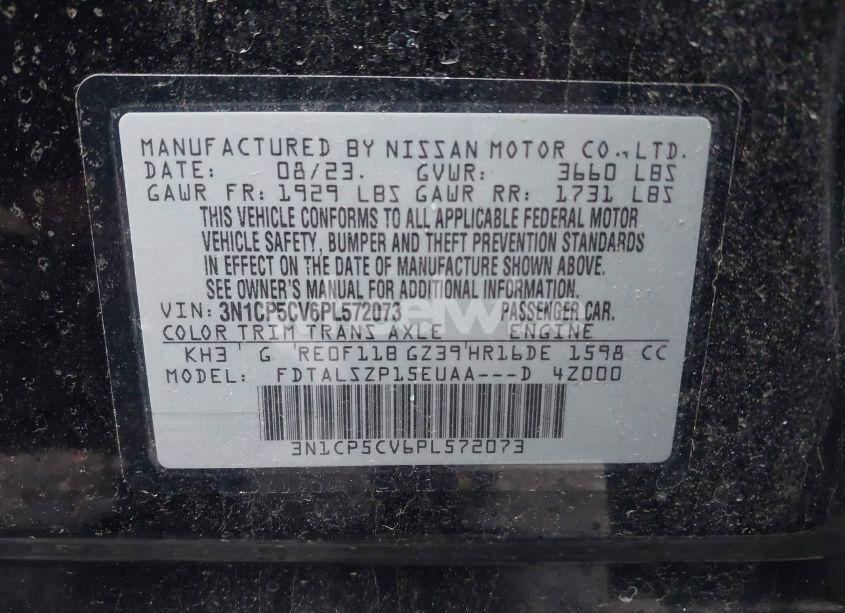 MANUFACTURED BY NISSAN MOTOR CO., LTD.
DATE: 08/23. GVWR: 3660 LBS
GAWR FR: 1929 LBS GAWR RR: 1731 LBS
THIS VEHICLE CONFORMS TO ALL APPLICABLE FEDERAL MOTOR
VEHICLE SAFETY, BUMPER AND THEFT PREVENTION STANDARDS
IN EFFECT ON THE DATE OF MANUFACTURE SHOWN ABOVE.
SEE OWNER'S MANUAL FOR ADDITIONAL INFORMATION.
VIN: 3N1CP5CV6PL572073 PASSENGER CAR.
COLOR TRIM TRANS AXLE ENGINE
KH3 G RE0F11B GZ39 HR16DE 1598 CC
MODEL: FDTALSZP15EUAA---D 4Z000
3N1CP5CV6PL572073